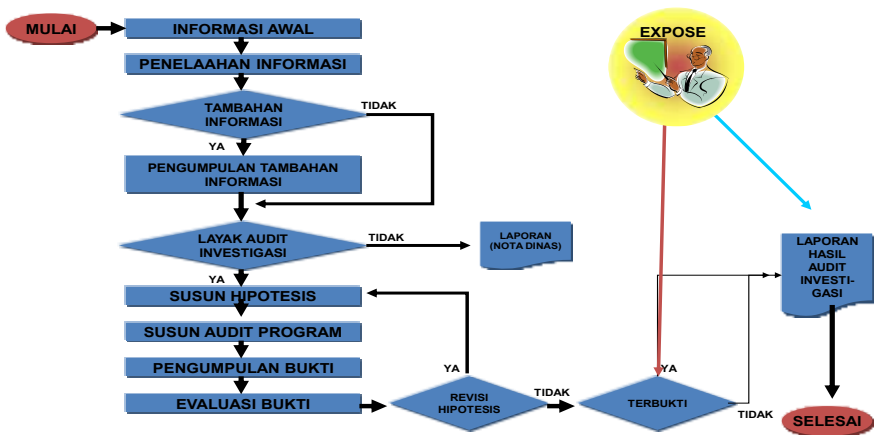 MULAI
INFORMASI AWAL
EXPOSE
PENELAAHAN INFORMASI
TAMBAHAN
INFORMASI
TIDAK
YA
PENGUMPULAN TAMBAHAN
INFORMASI
LAYAK AUDIT
INVESTIGASI
TIDAK
LAPORAN
(NOTA DINAS)
LAPORAN
HASIL
AUDIT
INVESTI-
GASI
YA
SUSUN HIPOTESIS
SUSUN AUDIT PROGRAM
PENGUMPULAN BUKTI
EVALUASI BUKTI
YA
REVISI
HIPOTESIS
TIDAK
YA
TERBUKTI
TIDAK
SELESAI